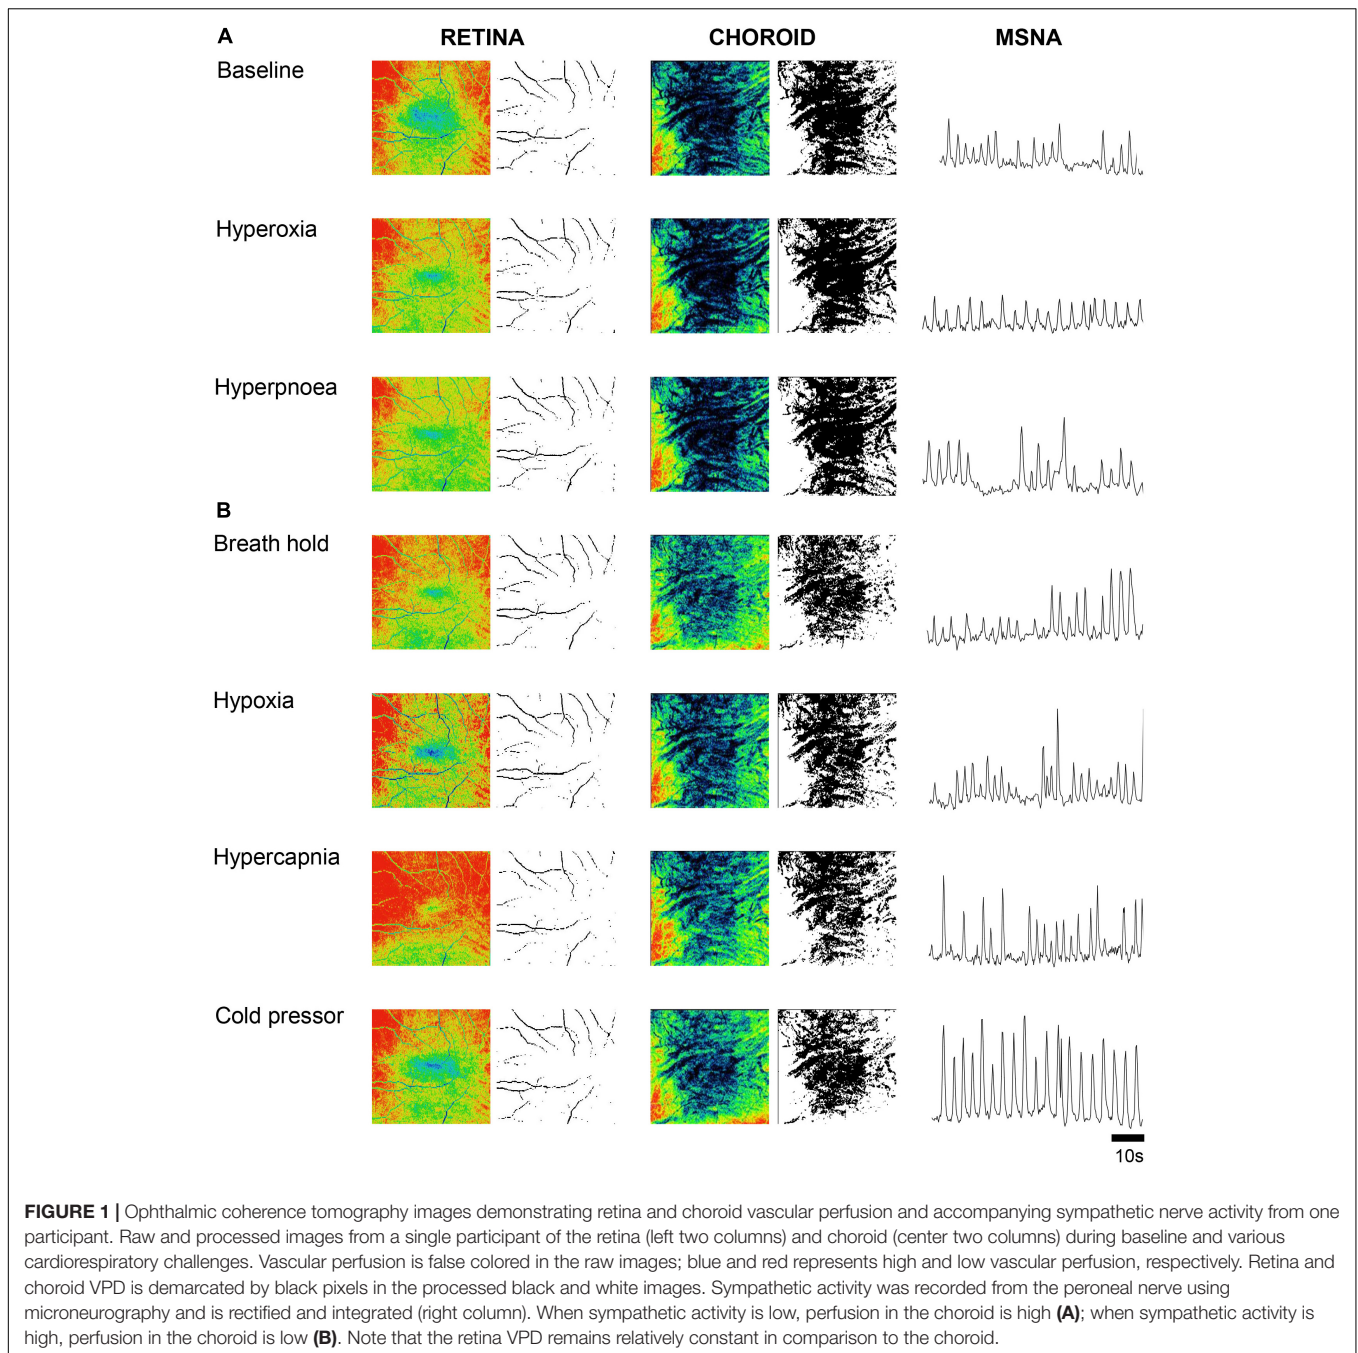 A
RETINA
CHOROID
MSNA
Baseline
Hyperoxia
Hyperpnoea
B
Breath hold
Hypoxia
Hypercapnia
Cold pressor
10s
FIGURE 1 | Ophthalmic coherence tomography images demonstrating retina and choroid vascular perfusion and accompanying sympathetic nerve activity from one
participant. Raw and processed images from a single participant of the retina (left two columns) and choroid (center two columns) during baseline and various
cardiorespiratory challenges. Vascular perfusion is false colored in the raw images; blue and red represents high and low vascular perfusion, respectively. Retina and
choroid VPD is demarcated by black pixels in the processed black and white images. Sympathetic activity was recorded from the peroneal nerve using
microneurography and is rectified and integrated (right column). When sympathetic activity is low, perfusion in the choroid is high (A); when sympathetic activity is
high, perfusion in the choroid is low (B). Note that the retina VPD remains relatively constant in comparison to the choroid.